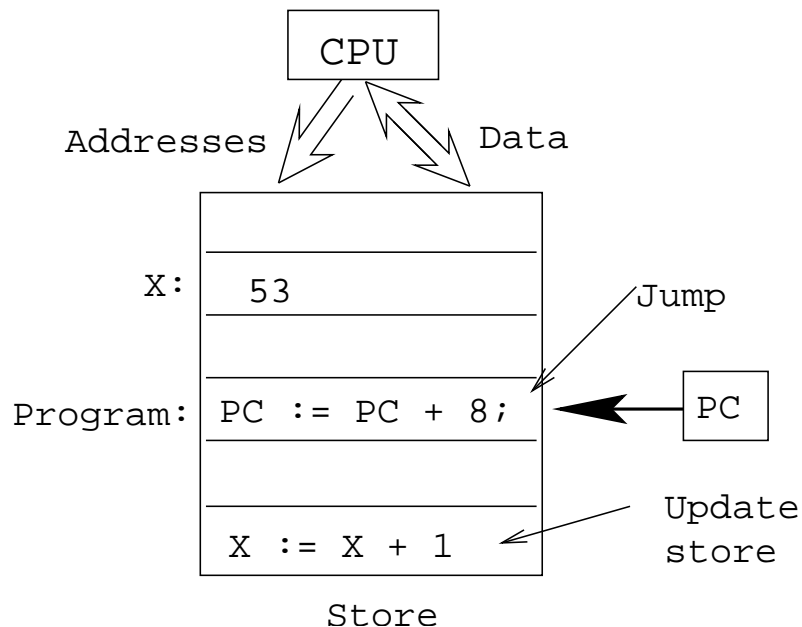 CPU
Addresses
Data
X:
53
Jump
Program:
PC := PC + 8;
PC
X := X + 1
Update
store
Store